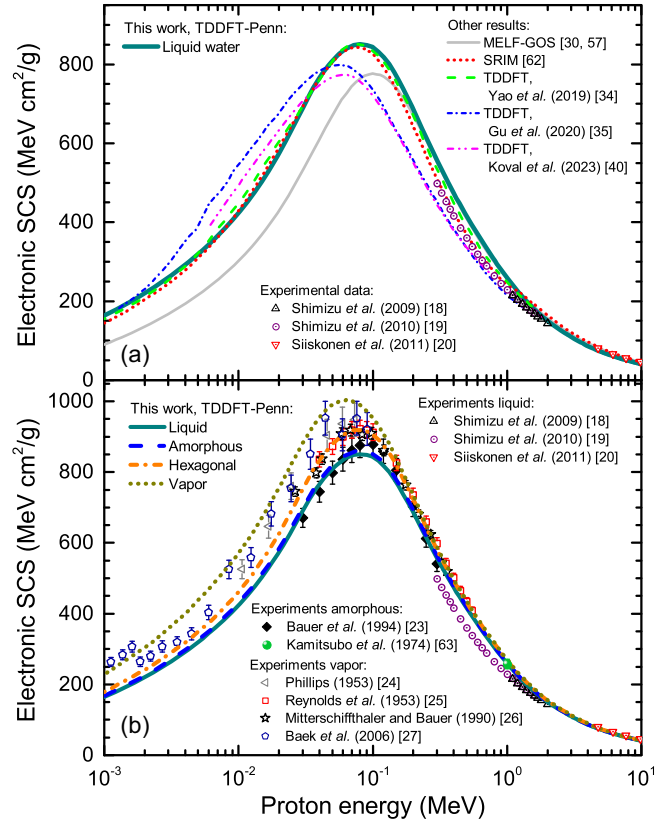 This work, TDDFT-Penn:
Liquid water
Other results:
MELF-GOS [30, 57]
SRIM [62]
TDDFT,
Yao et al. (2019) [34]
TDDFT,
Gu et al. (2020) [35]
TDDFT,
Koval et al. (2023) [40]
Experimental data:
Shimizu et al. (2009) [18]
Shimizu et al. (2010) [19]
Siiskonen et al. (2011) [20]
(a)
800
600
400
200
0
Electronic SCS (MeV cm²/g)
This work, TDDFT-Penn:
Liquid
Amorphous
Hexagonal
Vapor
Experiments liquid:
Shimizu et al. (2009) [18]
Shimizu et al. (2010) [19]
Siiskonen et al. (2011) [20]
Experiments amorphous:
Bauer et al. (1994) [23]
Kamitsubo et al. (1974) [63]
Experiments vapor:
Phillips (1953) [24]
Reynolds et al. (1953) [25]
Mitterschiffthaler and Bauer (1990) [26]
Baek et al. (2006) [27]
(b)
1000
800
600
400
200
0
Electronic SCS (MeV cm²/g)
10⁻³ 10⁻² 10⁻¹ 10⁰ 10¹
Proton energy (MeV)